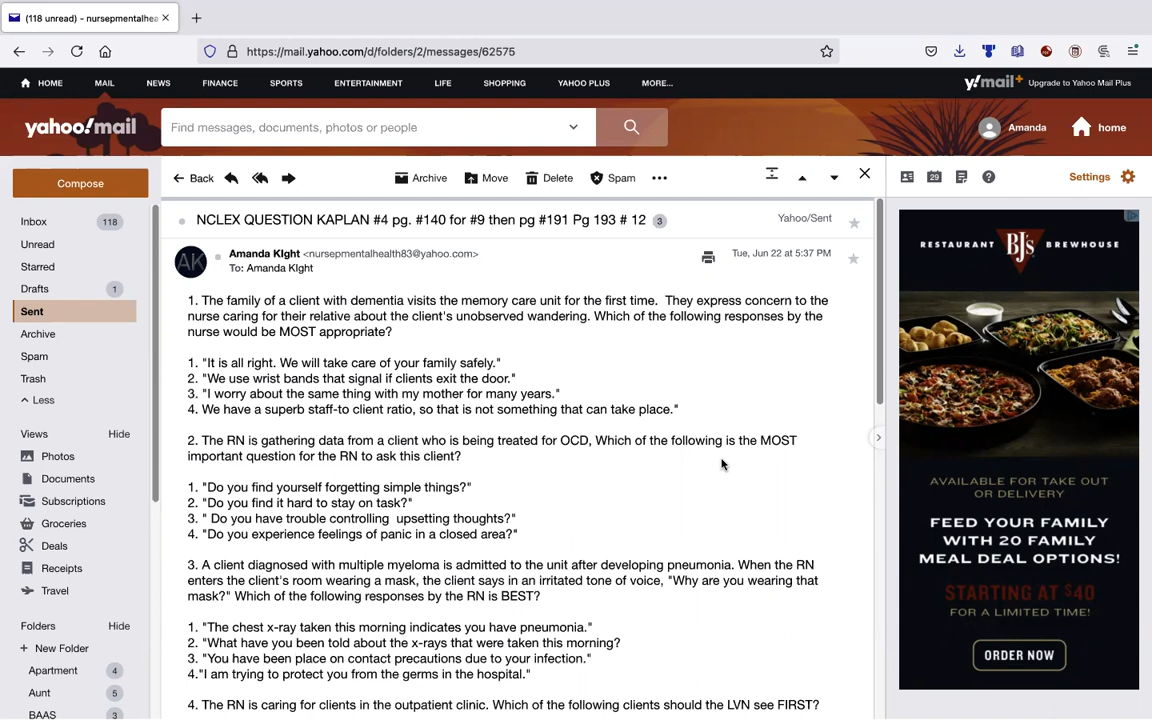 (118 unread) - nursepmentalhea
https://mail.yahoo.com/d/folders/2/messages/62575
HOME MAIL NEWS FINANCE SPORTS ENTERTAINMENT LIFE SHOPPING YAHOO PLUS MORE... y!mail+ Upgrade to Yahoo Mail Plus
yahoo!mail Find messages, documents, photos or people Amanda home
Compose
Back Archive Move Delete Spam 29 Settings
Inbox 118
Unread
Starred
Drafts 1
Sent
Archive
Spam
Trash
Less
Views Hide
Photos
Documents
Subscriptions
Groceries
Deals
Receipts
Travel
Folders Hide
+ New Folder
Apartment 4
Aunt 5
BAAS 3
NCLEX QUESTION KAPLAN #4 pg. #140 for #9 then pg #191 Pg 193 # 12 3 Yahoo/Sent
AK Amanda KIght <nursepmentalhealth83@yahoo.com> Tue, Jun 22 at 5:37 PM
To: Amanda KIght
1. The family of a client with dementia visits the memory care unit for the first time.  They express concern to the
nurse caring for their relative about the client's unobserved wandering. Which of the following responses by the
nurse would be MOST appropriate?
1. "It is all right. We will take care of your family safely."
2. "We use wrist bands that signal if clients exit the door."
3. "I worry about the same thing with my mother for many years."
4. We have a superb staff-to client ratio, so that is not something that can take place."
2. The RN is gathering data from a client who is being treated for OCD, Which of the following is the MOST
important question for the RN to ask this client?
1. "Do you find yourself forgetting simple things?"
2. "Do you find it hard to stay on task?"
3. " Do you have trouble controlling  upsetting thoughts?"
4. "Do you experience feelings of panic in a closed area?"
3. A client diagnosed with multiple myeloma is admitted to the unit after developing pneumonia. When the RN
enters the client's room wearing a mask, the client says in an irritated tone of voice, "Why are you wearing that
mask?" Which of the following responses by the RN is BEST?
1. "The chest x-ray taken this morning indicates you have pneumonia."
2. "What have you been told about the x-rays that were taken this morning?
3. "You have been place on contact precautions due to your infection."
4."I am trying to protect you from the germs in the hospital."
4. The RN is caring for clients in the outpatient clinic. Which of the following clients should the LVN see FIRST?
RESTAURANT BJ's BREWHOUSE
AVAILABLE FOR TAKE OUT
OR DELIVERY
FEED YOUR FAMILY
WITH 20 FAMILY
MEAL DEAL OPTIONS!
STARTING AT $40
FOR A LIMITED TIME!
ORDER NOW